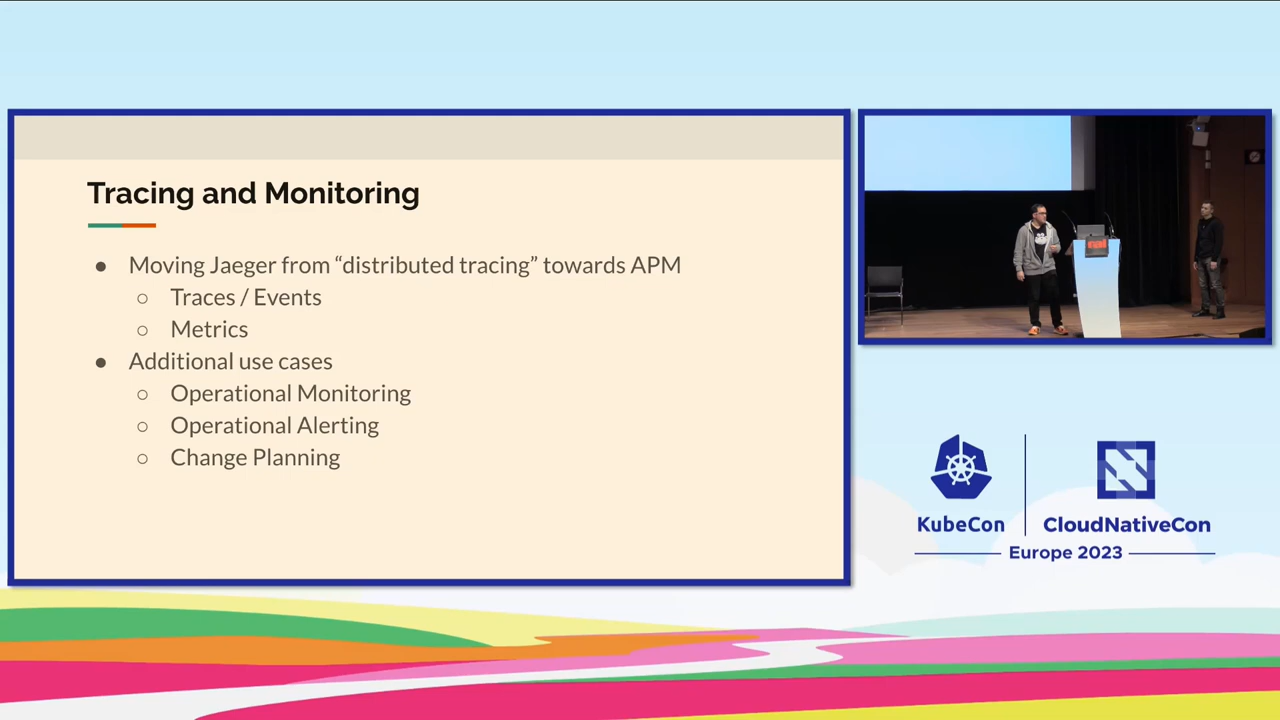 Tracing and Monitoring
● Moving Jaeger from “distributed tracing” towards APM
○ Traces / Events
○ Metrics
● Additional use cases
○ Operational Monitoring
○ Operational Alerting
○ Change Planning
KubeCon
CloudNativeCon
Europe 2023